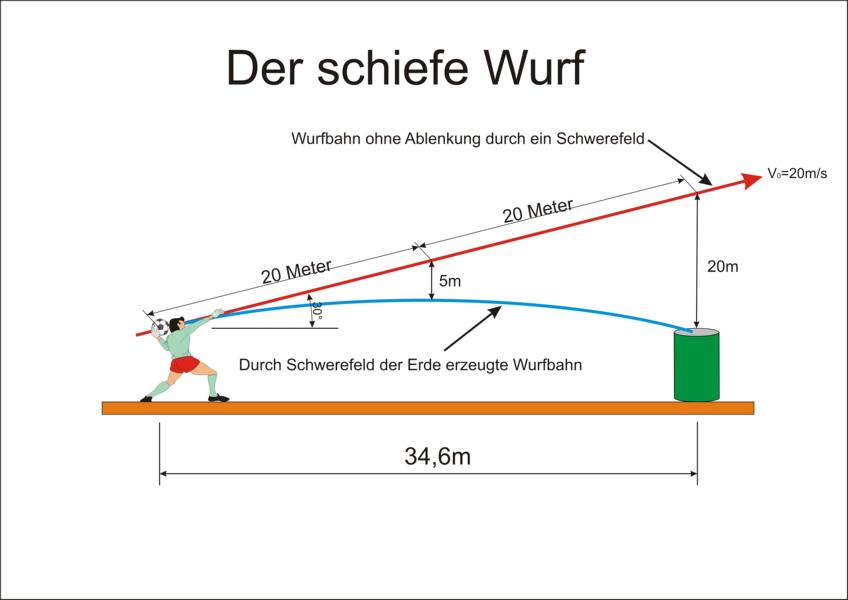 Der schiefe Wurf
Wurfbahn ohne Ablenkung durch ein Schwerefeld
V₀=20m/s
20 Meter
20 Meter
20m
5m
30°
Durch Schwerefeld der Erde erzeugte Wurfbahn
34,6m